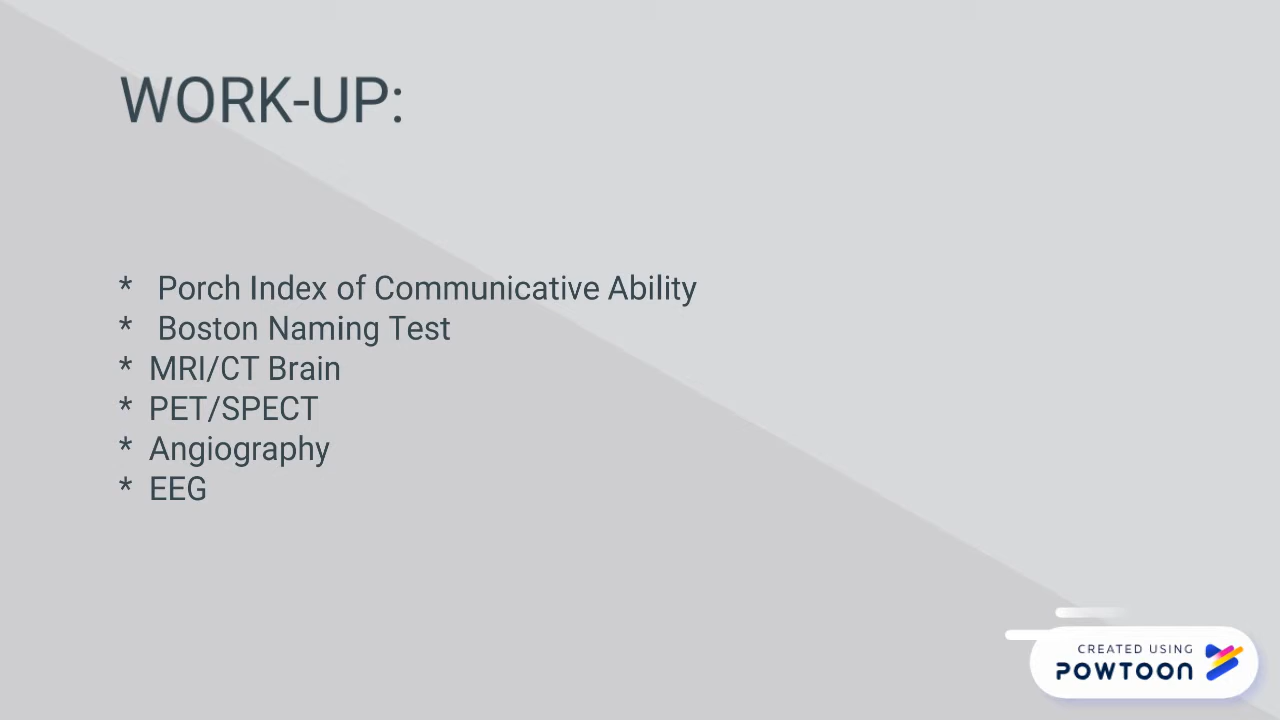 WORK-UP:
* Porch Index of Communicative Ability
* Boston Naming Test
* MRI/CT Brain
* PET/SPECT
* Angiography
* EEG
CREATED USING
POWTOON